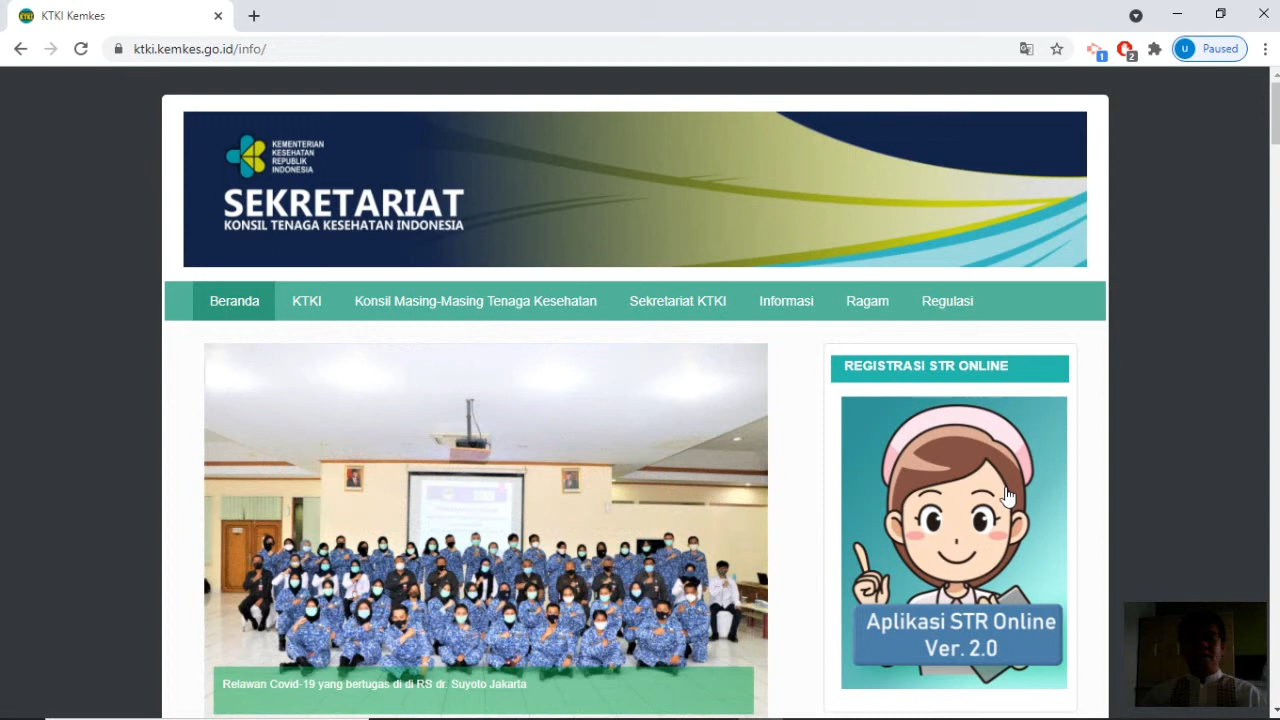 KTKI Kemkes
ktki.kemkes.go.id/info/
1
2
U
Paused
KEMENTERIAN
KESEHATAN
REPUBLIK
INDONESIA
SEKRETARIAT
KONSIL TENAGA KESEHATAN INDONESIA
Beranda KTKI Konsil Masing-Masing Tenaga Kesehatan Sekretariat KTKI Informasi Ragam Regulasi
REGISTRASI STR ONLINE
Aplikasi STR Online
Ver. 2.0
Relawan Covid-19 yang bertugas di di RS dr. Suyoto Jakarta